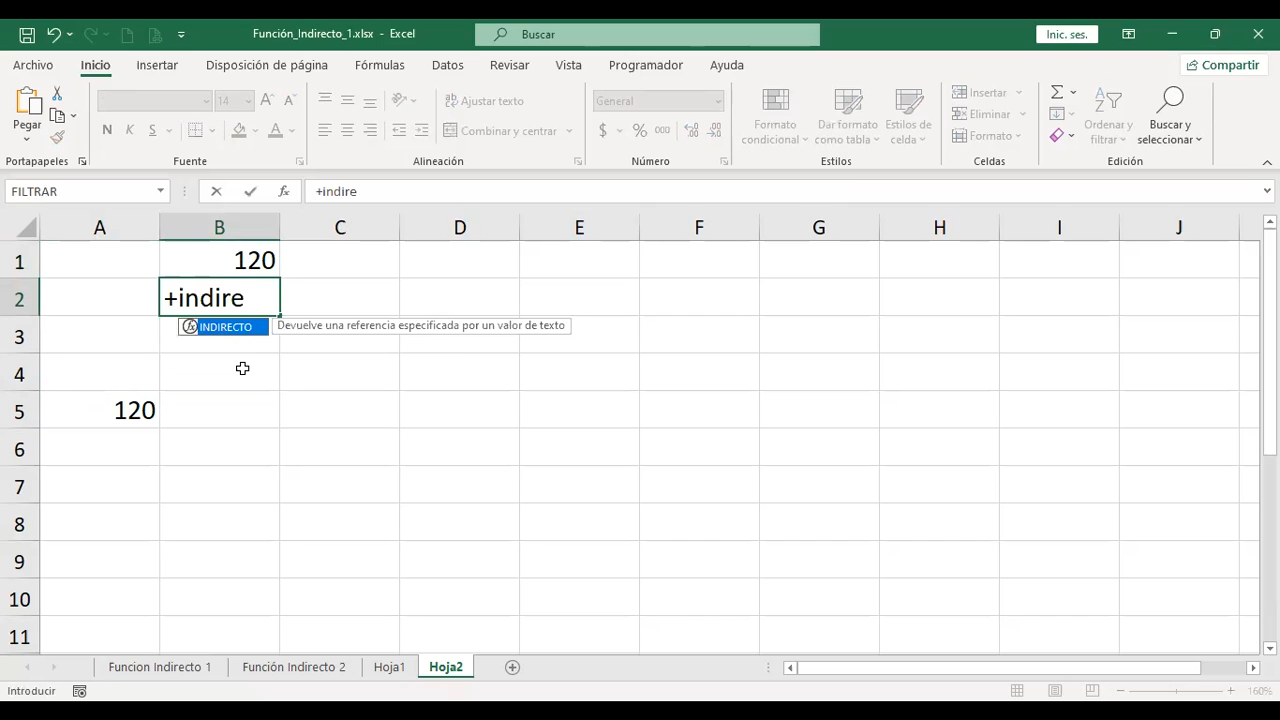 Función_Indirecto_1.xlsx - Excel
Buscar
Inic. ses.
Archivo Inicio Insertar Disposición de página Fórmulas Datos Revisar Vista Programador Ayuda
Compartir
Pegar
14
N K S
Ajustar texto
Combinar y centrar
General
$ % 000
Formato condicional
Dar formato como tabla
Estilos de celda
Insertar
Eliminar
Formato
Ordenar y filtrar
Buscar y seleccionar
Portapapeles Fuente Alineación Número Estilos Celdas Edición
FILTRAR
fx
+indire
A B C D E F G H I J
1 120
2 +indire
INDIRECTO Devuelve una referencia especificada por un valor de texto
3
4
5 120
6
7
8
9
10
11
Funcion Indirecto 1 Función Indirecto 2 Hoja1 Hoja2
Introducir
160%